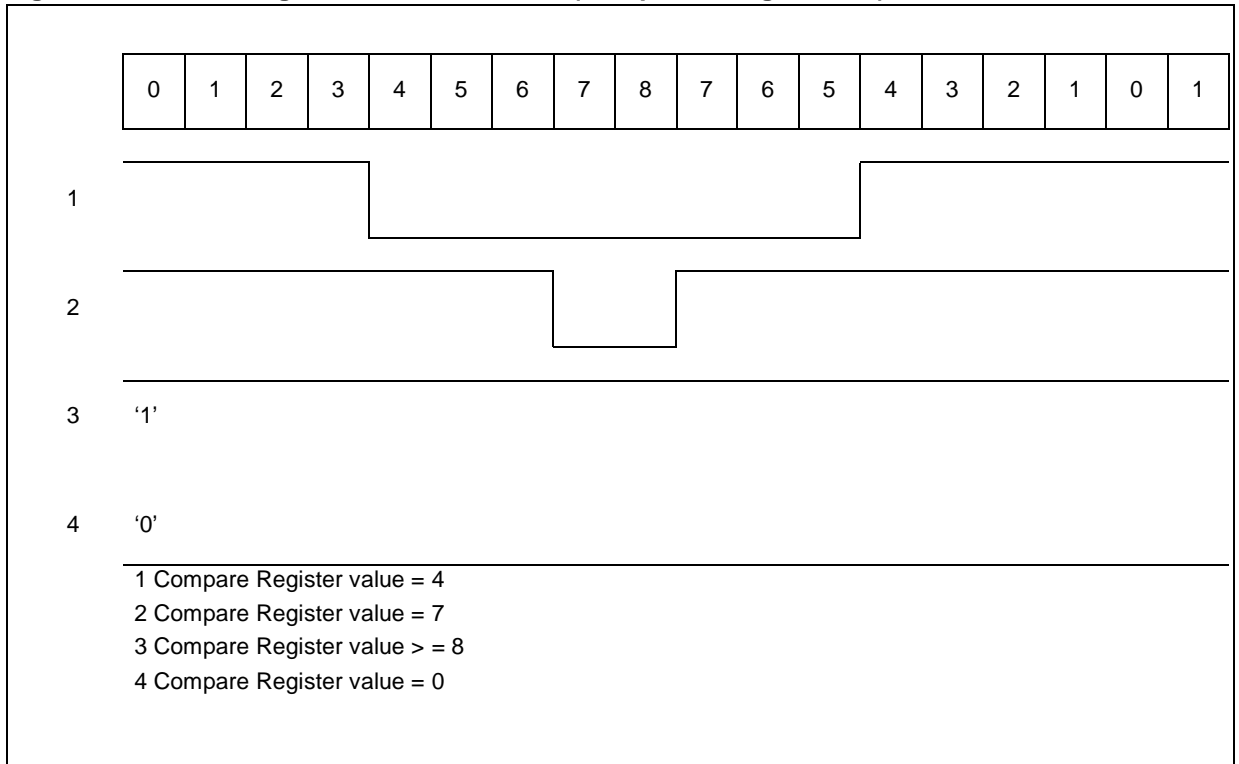 0 1 2 3 4 5 6 7 8 7 6 5 4 3 2 1 0 1
1
2
3 ‘1’
4 ‘0’
1 Compare Register value = 4
2 Compare Register value = 7
3 Compare Register value > = 8
4 Compare Register value = 0